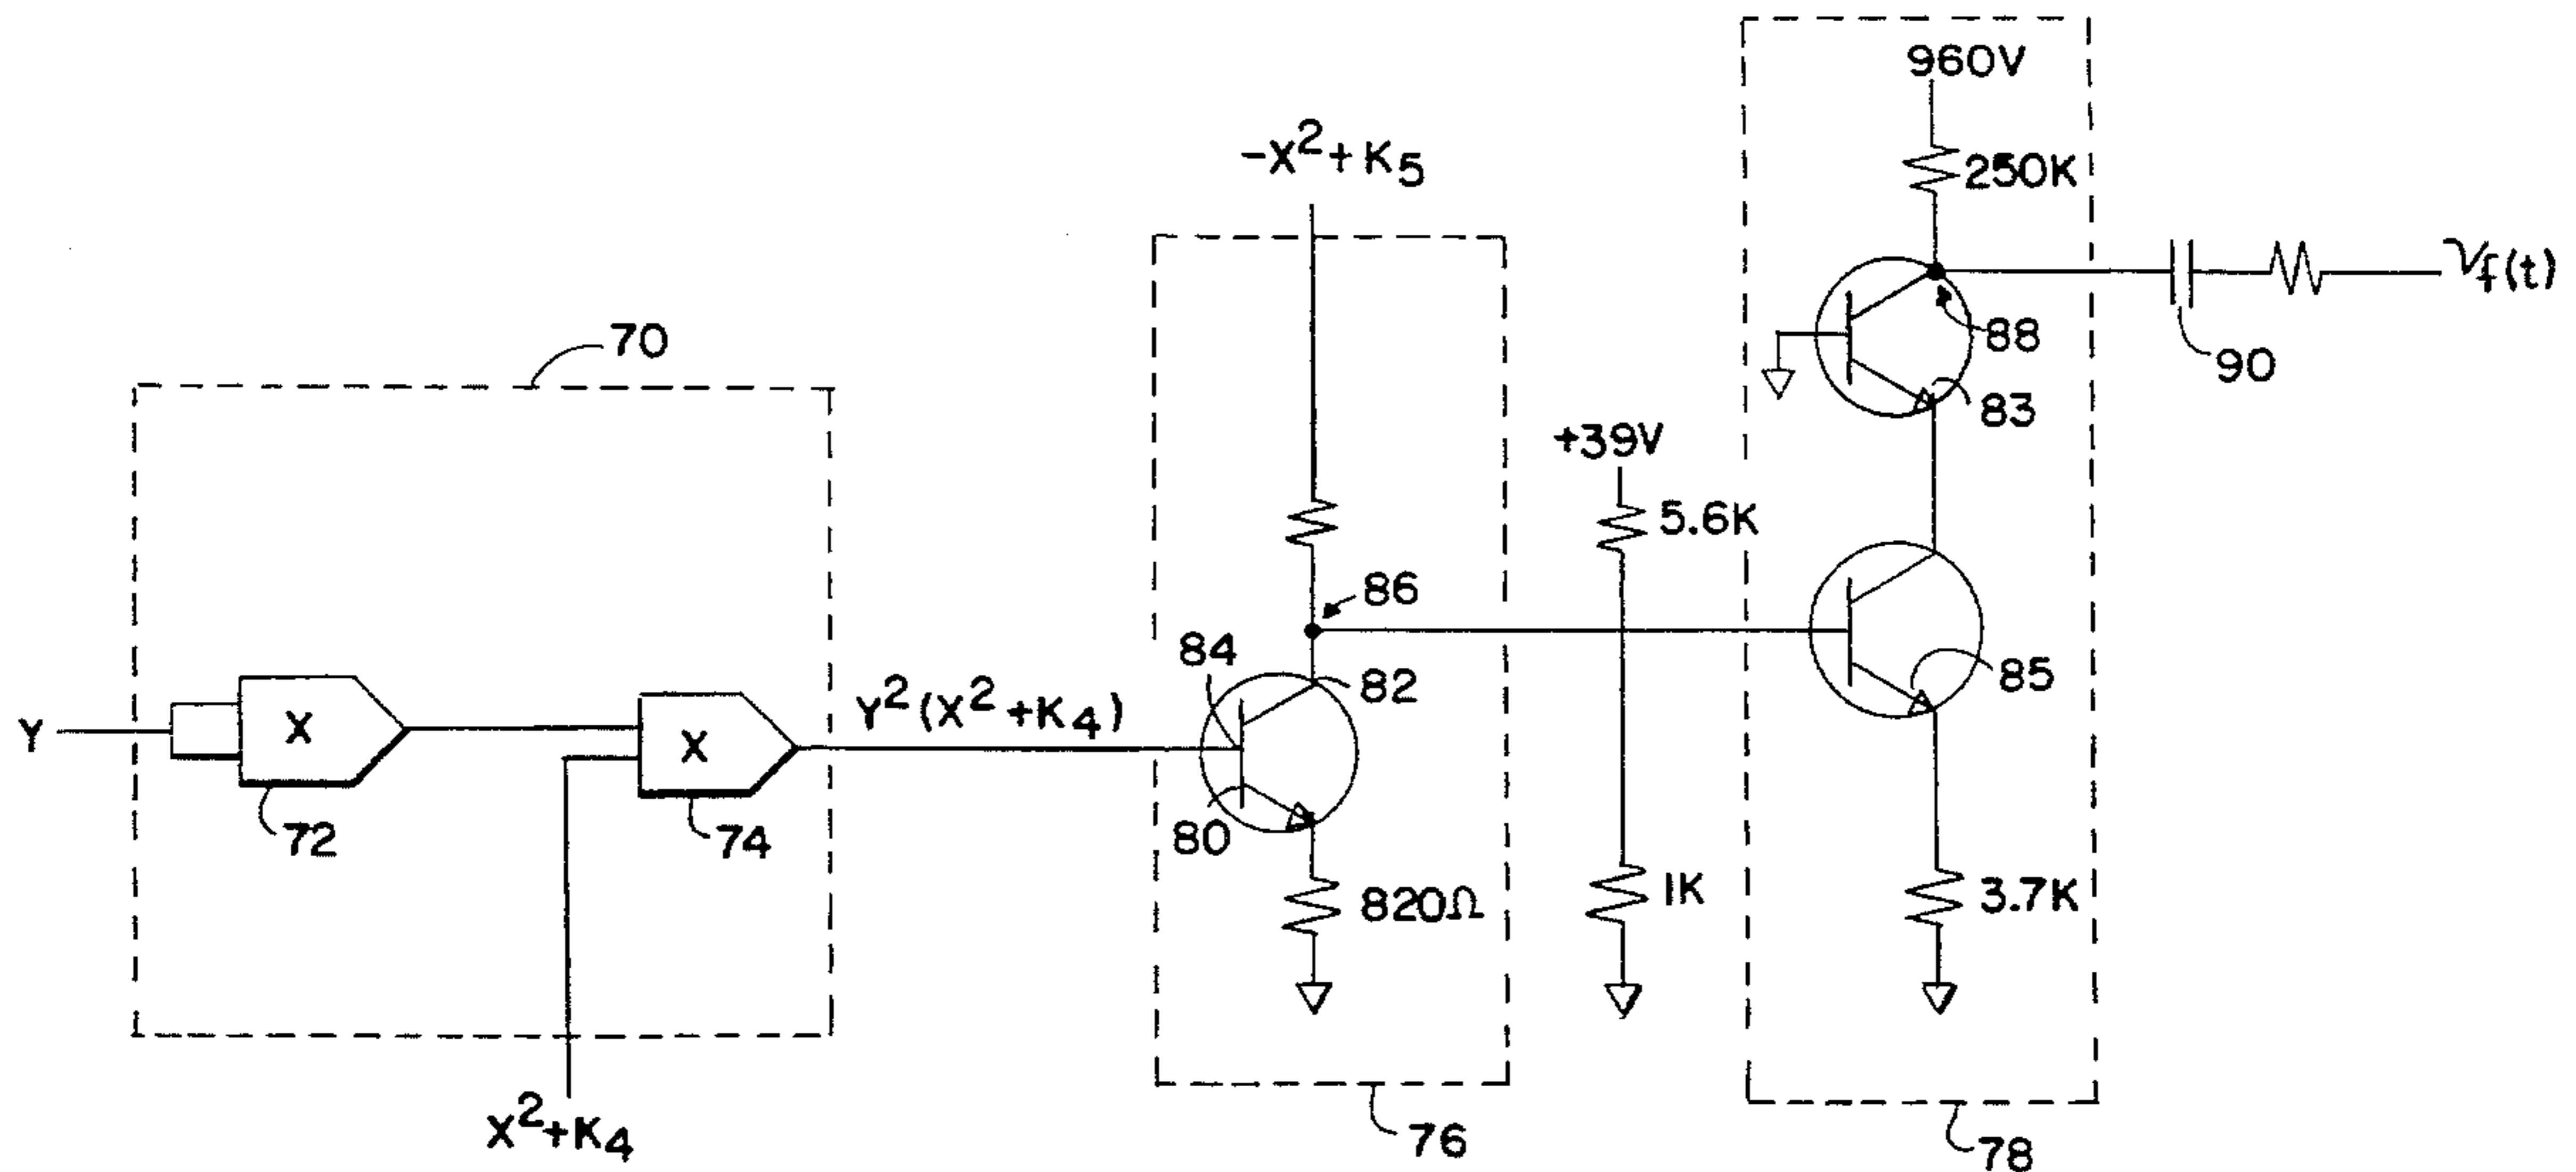 960V
250K
-X² + K₅
𝒱f(t)
88
90
83
70
+39V
5.6K
86
84
82
85
Y
X
X
Y² (X² + K₄)
72
74
80
820Ω
1K
3.7K
X² + K₄
76
78